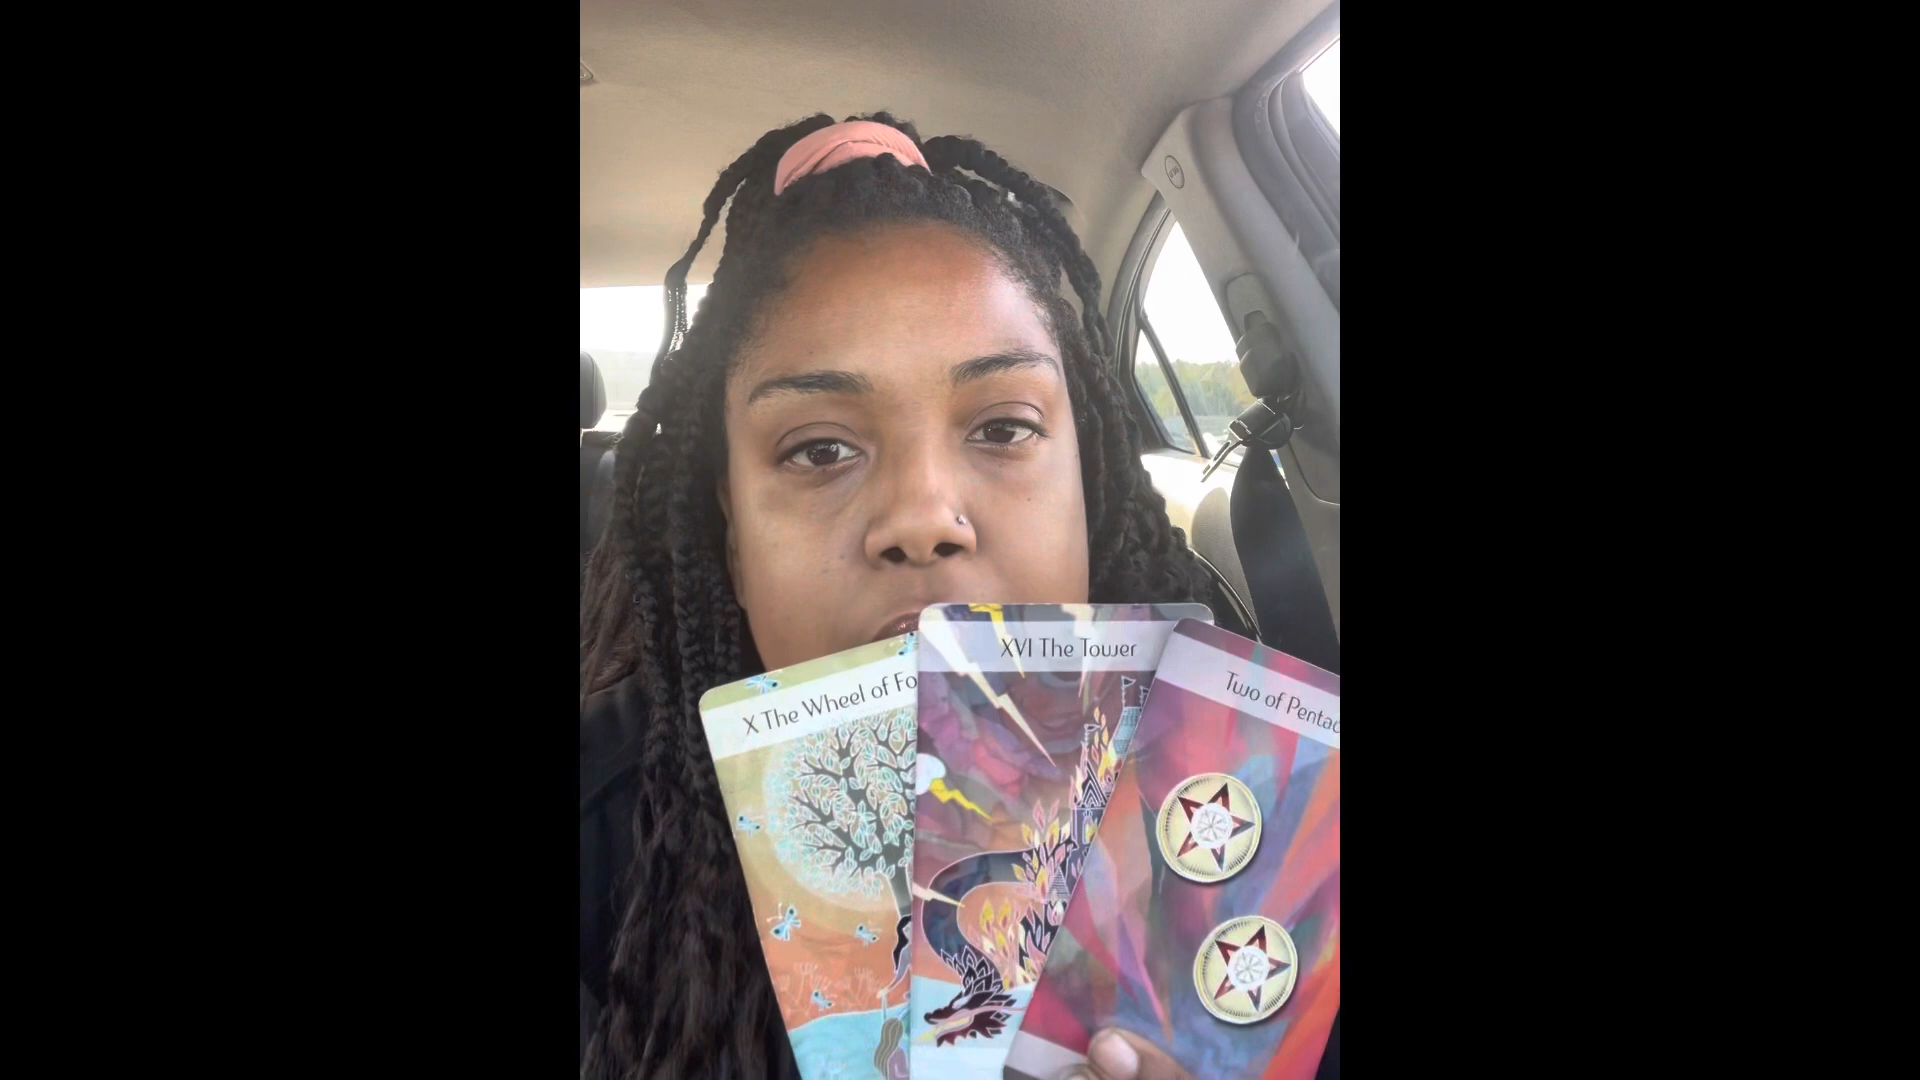 X The Wheel of Fo
XVI The Tower
Two of Pentac